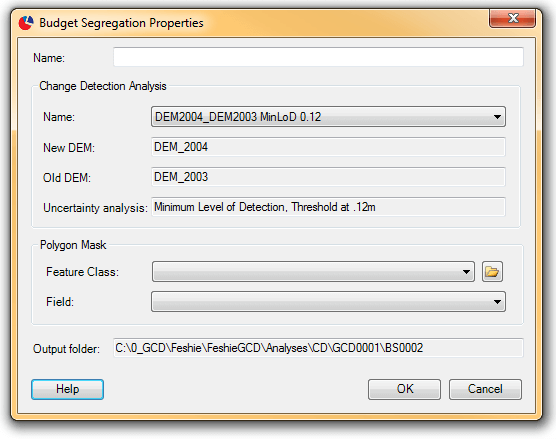 Budget Segregation Properties
Name:
Change Detection Analysis
Name: DEM2004_DEM2003 MinLoD 0.12
New DEM: DEM_2004
Old DEM: DEM_2003
Uncertainty analysis: Minimum Level of Detection, Threshold at .12m
Polygon Mask
Feature Class:
Field:
Output folder: C:\0_GCD\Feshie\FeshieGCD\Analyses\CD\GCD0001\BS0002
Help OK Cancel